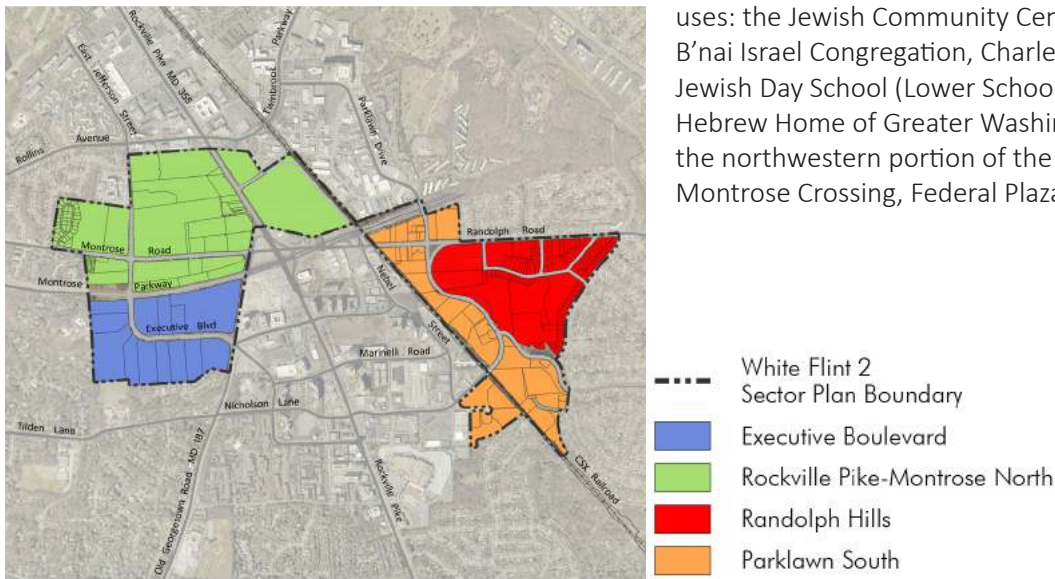 uses: the Jewish Community Cen
B’nai Israel Congregation, Charle
Jewish Day School (Lower Schoo
Hebrew Home of Greater Washi
the northwestern portion of the
Montrose Crossing, Federal Plaza
Rockville Pike MD 355
East Jefferson Street
Twinbrook Parkway
Parklawn Drive
Rollins Avenue
Randolph Road
Montrose Road
Montrose Parkway
Nebel Street
Executive Blvd
Marinelli Road
Nicholson Lane
Tilden Lane
Old Georgetown Road MD 187
Rockville Pike
CSX Railroad
White Flint 2
Sector Plan Boundary
Executive Boulevard
Rockville Pike-Montrose North
Randolph Hills
Parklawn South